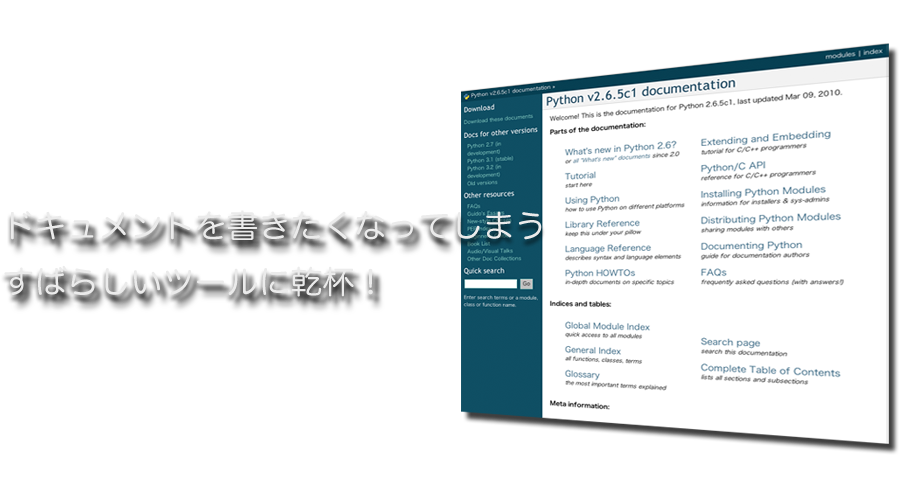 ドキュメントを書きたくなってしまう
すばらしいツールに乾杯！
modules | index
Python v2.6.5c1 documentation »
Download
Download these documents
Docs for other versions
Python 2.7 (in
development)
Python 3.1 (stable)
Python 3.2 (in
development)
Old versions
Other resources
FAQs
Guido's
Book List
Audio/Visual Talks
Other Doc Collections
Quick search
Go
Enter search terms or a module,
class or function name.
Python v2.6.5c1 documentation
Welcome! This is the documentation for Python 2.6.5c1, last updated Mar 09, 2010.
Parts of the documentation:
What's new in Python 2.6?
or all "What's new" documents since 2.0
Tutorial
start here
Using Python
how to use Python on different platforms
Library Reference
keep this under your pillow
Language Reference
describes syntax and language elements
Python HOWTOs
in-depth documents on specific topics
Extending and Embedding
tutorial for C/C++ programmers
Python/C API
reference for C/C++ programmers
Installing Python Modules
information for installers & sys-admins
Distributing Python Modules
sharing modules with others
Documenting Python
guide for documentation authors
FAQs
frequently asked questions (with answers!)
Indices and tables:
Global Module Index
quick access to all modules
General Index
all functions, classes, terms
Glossary
the most important terms explained
Search page
search this documentation
Complete Table of Contents
lists all sections and subsections
Meta information: